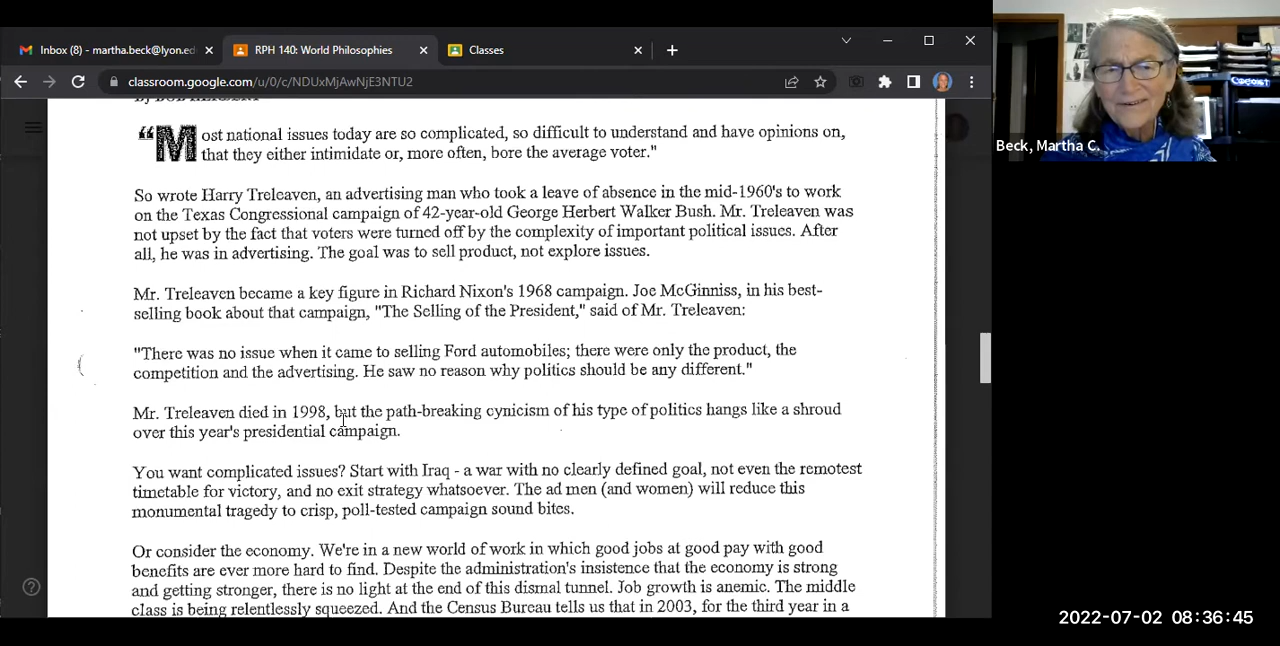 Inbox (8) - martha.beck@lyon.ed
RPH 140: World Philosophies
Classes
classroom.google.com/u/0/c/NDUxMjAwNjE3NTU2
"Most national issues today are so complicated, so difficult to understand and have opinions on,
that they either intimidate or, more often, bore the average voter."
So wrote Harry Treleaven, an advertising man who took a leave of absence in the mid-1960's to work
on the Texas Congressional campaign of 42-year-old George Herbert Walker Bush. Mr. Treleaven was
not upset by the fact that voters were turned off by the complexity of important political issues. After
all, he was in advertising. The goal was to sell product, not explore issues.
Mr. Treleaven became a key figure in Richard Nixon's 1968 campaign. Joe McGinniss, in his best-
selling book about that campaign, "The Selling of the President," said of Mr. Treleaven:
"There was no issue when it came to selling Ford automobiles; there were only the product, the
competition and the advertising. He saw no reason why politics should be any different."
Mr. Treleaven died in 1998, but the path-breaking cynicism of his type of politics hangs like a shroud
over this year's presidential campaign.
You want complicated issues? Start with Iraq - a war with no clearly defined goal, not even the remotest
timetable for victory, and no exit strategy whatsoever. The ad men (and women) will reduce this
monumental tragedy to crisp, poll-tested campaign sound bites.
Or consider the economy. We're in a new world of work in which good jobs at good pay with good
benefits are ever more hard to find. Despite the administration's insistence that the economy is strong
and getting stronger, there is no light at the end of this dismal tunnel. Job growth is anemic. The middle
class is being relentlessly squeezed. And the Census Bureau tells us that in 2003, for the third year in a
Beck, Martha C.
2022-07-02 08:36:45